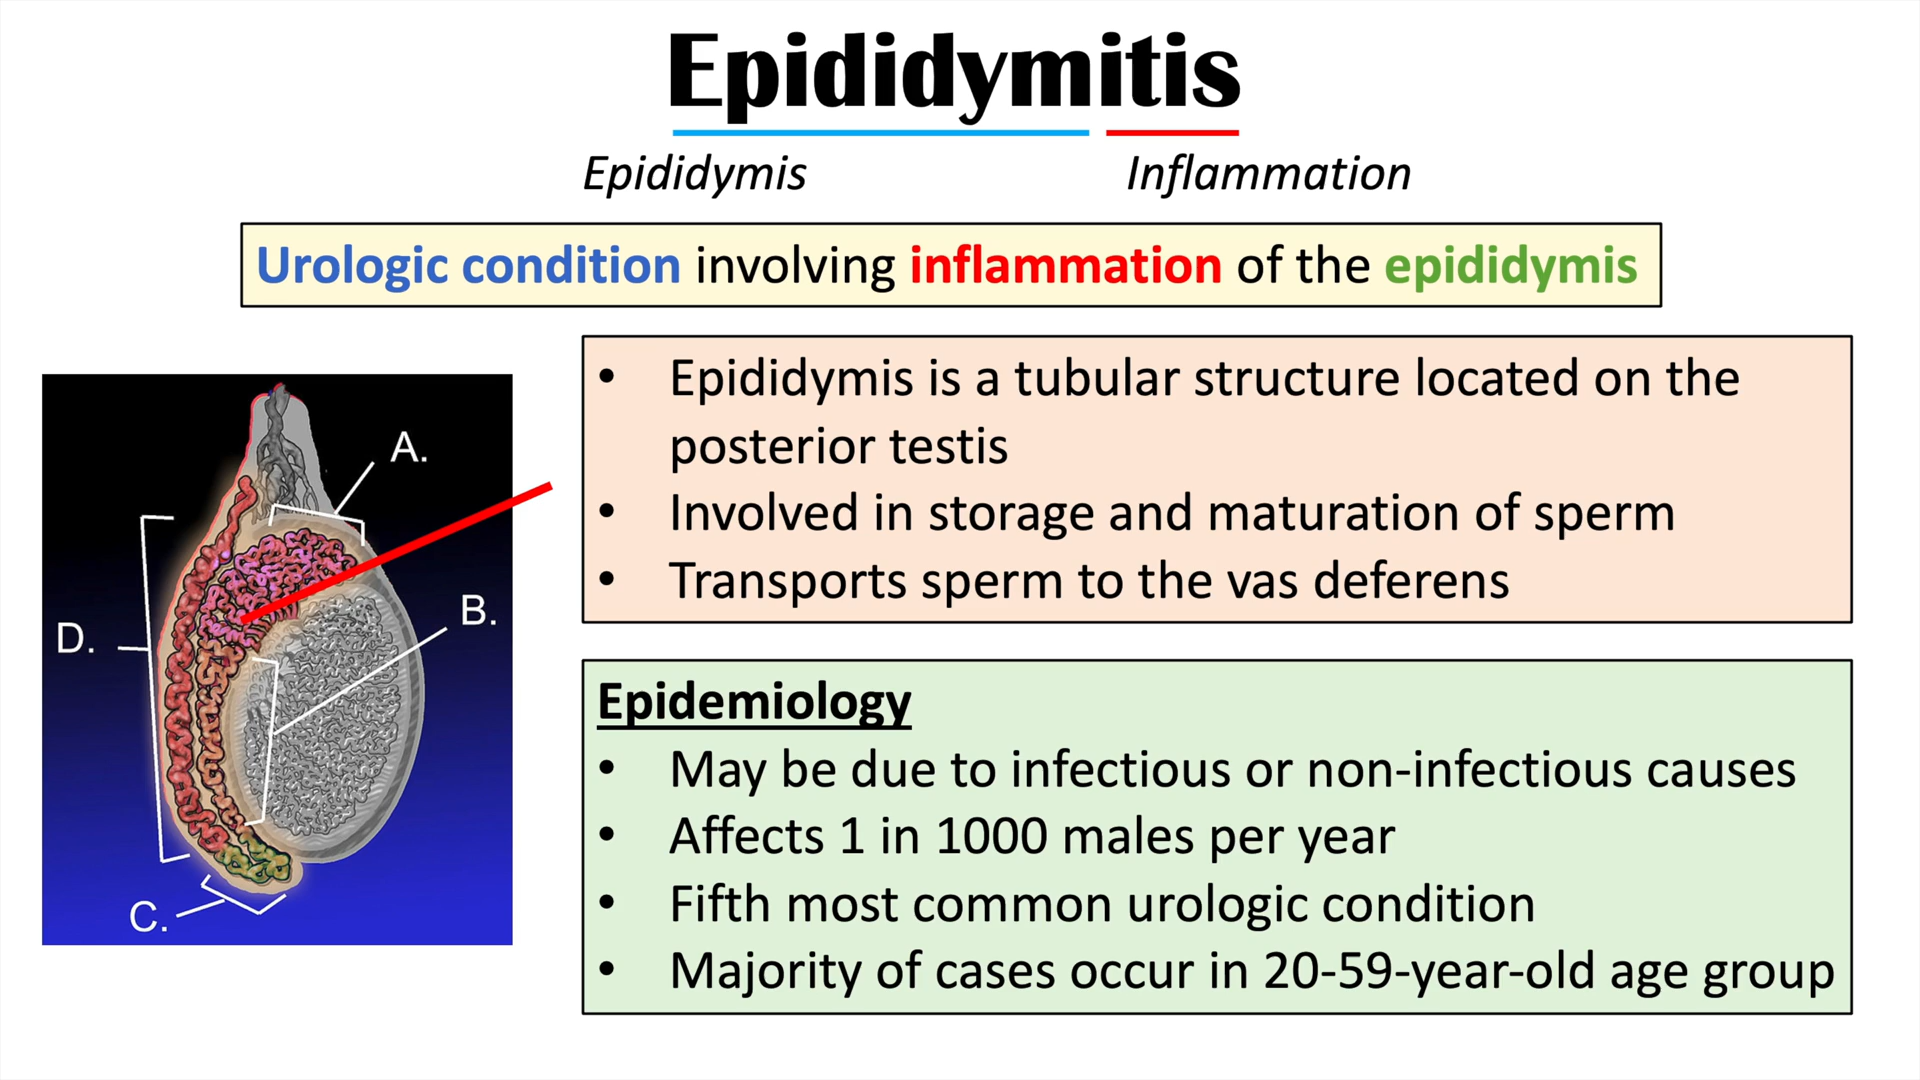 Epididymitis
Epididymis Inflammation
Urologic condition involving inflammation of the epididymis
• Epididymis is a tubular structure located on the
posterior testis
• Involved in storage and maturation of sperm
• Transports sperm to the vas deferens
A.
B.
D.
C.
Epidemiology
• May be due to infectious or non-infectious causes
• Affects 1 in 1000 males per year
• Fifth most common urologic condition
• Majority of cases occur in 20-59-year-old age group